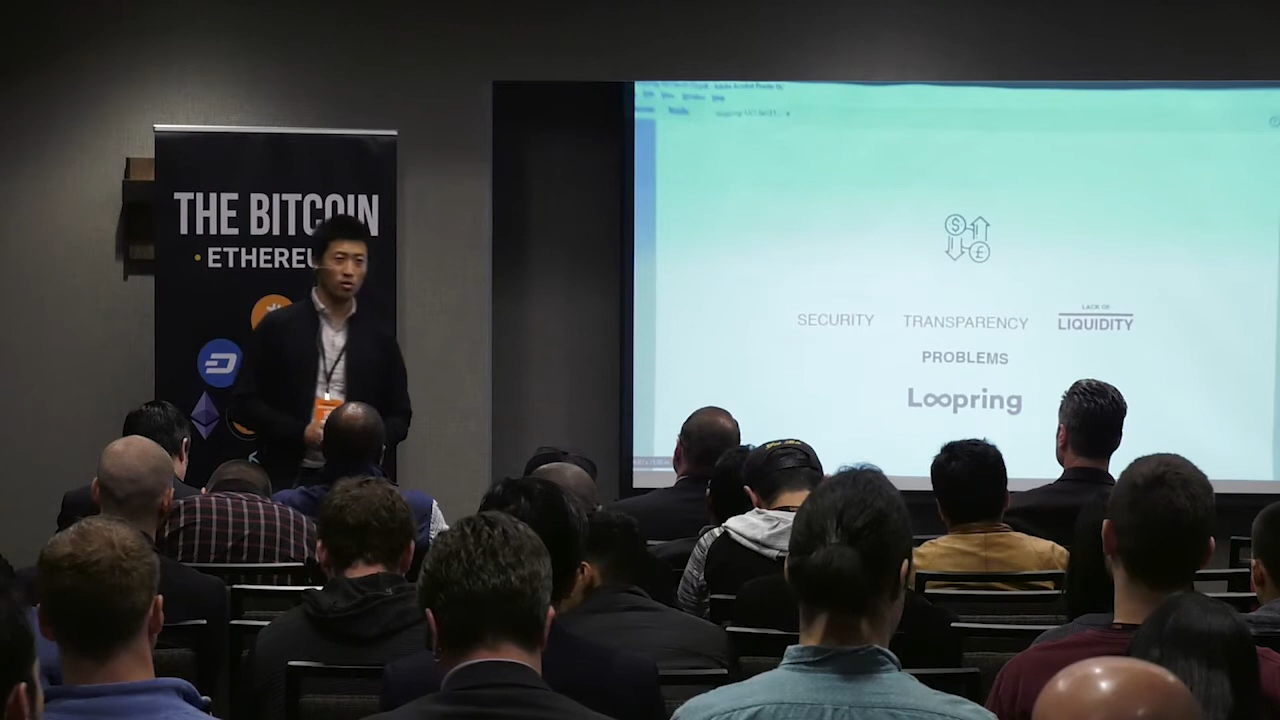 THE BITCOIN
• ETHEREU
$
£
SECURITY
TRANSPARENCY
LACK OF
LIQUIDITY
PROBLEMS
Loopring